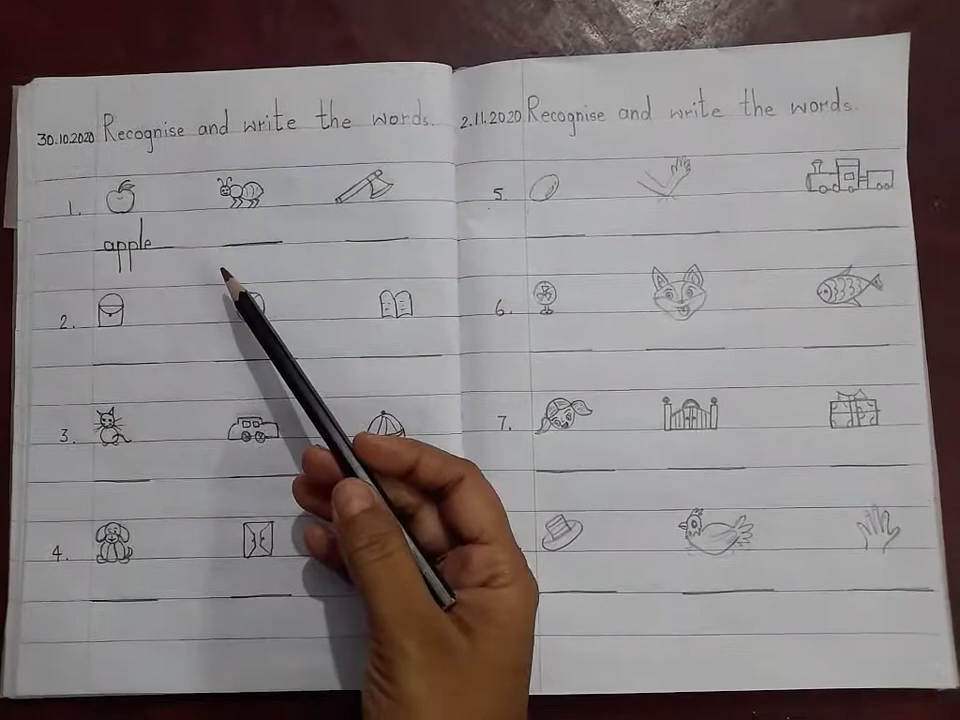 30.10.2020 Recognise and write the words.
1.
apple
2.
3.
4.
2.11.2020 Recognise and write the words.
5.
6.
7.